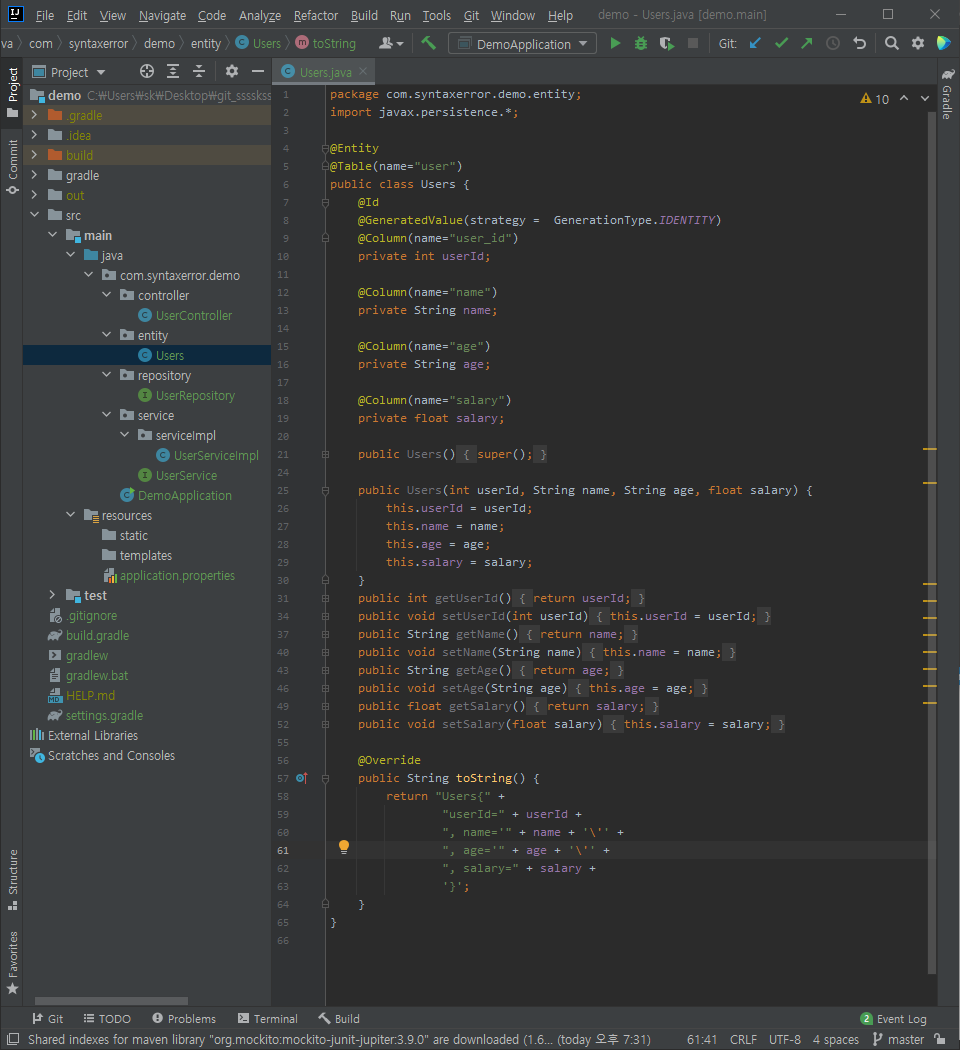 File Edit View Navigate Code Analyze Refactor Build Run Tools Git Window Help demo - Users.java [demo.main]
va com syntaxerror demo entity Users toString DemoApplication Git:
Project
Users.java
demo C:₩Users₩sk₩Desktop₩git_sssskss
.gradle
.idea
build
gradle
out
src
main
java
com.syntaxerror.demo
controller
UserController
entity
Users
repository
UserRepository
service
serviceImpl
UserServiceImpl
UserService
DemoApplication
resources
static
templates
application.properties
test
.gitignore
build.gradle
gradlew
gradlew.bat
HELP.md
settings.gradle
External Libraries
Scratches and Consoles
Project
Commit
Structure
Favorites
1 package com.syntaxerror.demo.entity;
2 import javax.persistence.*;
3
4 @Entity
5 @Table(name="user")
6 public class Users {
7 @Id
8 @GeneratedValue(strategy =  GenerationType.IDENTITY)
9 @Column(name="user_id")
10 private int userId;
11
12 @Column(name="name")
13 private String name;
14
15 @Column(name="age")
16 private String age;
17
18 @Column(name="salary")
19 private float salary;
20
21 public Users() { super(); }
24
25 public Users(int userId, String name, String age, float salary) {
26 this.userId = userId;
27 this.name = name;
28 this.age = age;
29 this.salary = salary;
30 }
31 public int getUserId() { return userId; }
34 public void setUserId(int userId) { this.userId = userId; }
37 public String getName() { return name; }
40 public void setName(String name) { this.name = name; }
43 public String getAge() { return age; }
46 public void setAge(String age) { this.age = age; }
49 public float getSalary() { return salary; }
52 public void setSalary(float salary) { this.salary = salary; }
55
56 @Override
57 public String toString() {
58 return "Users{" +
59 "userId=" + userId +
60 ", name='" + name + '\'' +
61 ", age='" + age + '\'' +
62 ", salary=" + salary +
63 '}';
64 }
65 }
66
10
Gradle
Git TODO Problems Terminal Build 2 Event Log
Shared indexes for maven library "org.mockito:mockito-junit-jupiter:3.9.0" are downloaded (1.6... (today 오후 7:31) 61:41 CRLF UTF-8 4 spaces master